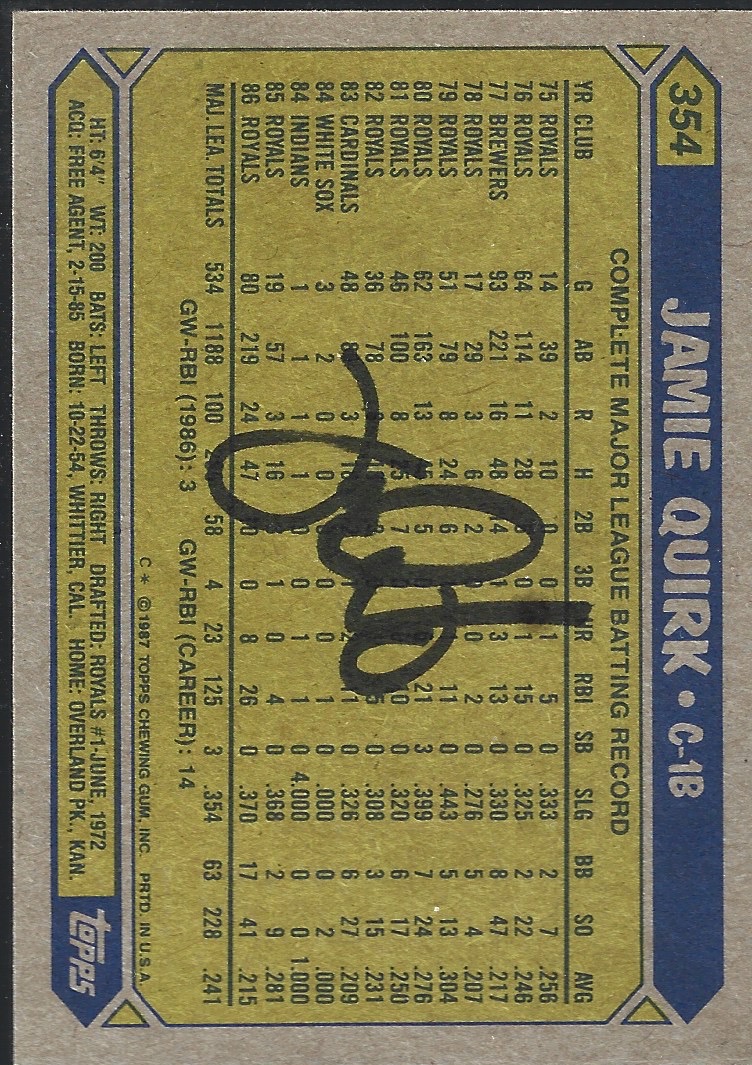 354 JAMIE QUIRK • C-1B
COMPLETE MAJOR LEAGUE BATTING RECORD
YR CLUB G AB R H 2B 3B HR RBI SB SLG BB SO AVG
75 ROYALS 14 39 2 10 0 0 1 5 0 .333 2 7 .256
76 ROYALS 64 114 11 28 0 1 15 0 .325 2 22 .246
77 BREWERS 93 221 16 48 14 1 3 13 0 .330 8 47 .217
78 ROYALS 17 29 3 6 2 0 0 2 0 .276 5 4 .207
79 ROYALS 51 79 8 24 6 11 0 .443 5 13 .304
80 ROYALS 62 163 13 45 5 21 3 .399 7 24 .276
81 ROYALS 46 100 8 25 7 10 0 .320 6 17 .250
82 ROYALS 36 78 5 0 .308 3 15 .231
83 CARDINALS 48 3 18 2 1 2 11 0 .326 6 27 .209
84 WHITE SOX 3 2 0 0 0 0 0 1 0 .000 0 2 .000
84 INDIANS 1 1 1 1 0 0 1 1 0 4.000 0 0 1.000
85 ROYALS 19 57 3 16 1 0 4 0 .368 2 9 .281
86 ROYALS 80 219 24 47 10 0 8 26 0 .370 17 41 .215
MAJ. LEA. TOTALS 534 1188 100 58 4 23 125 3 .354 63 228 .241
GW-RBI (1986): 3 GW-RBI (CAREER): 14
C * ©1987 TOPPS CHEWING GUM, INC. PRTD. IN U.S.A.
HT: 6'4" WT: 200 BATS: LEFT THROWS: RIGHT DRAFTED: ROYALS #1-JUNE, 1972
ACQ: FREE AGENT, 2-15-85 BORN: 10-22-54, WHITTIER, CAL. HOME: OVERLAND PK., KAN.
TOPPS